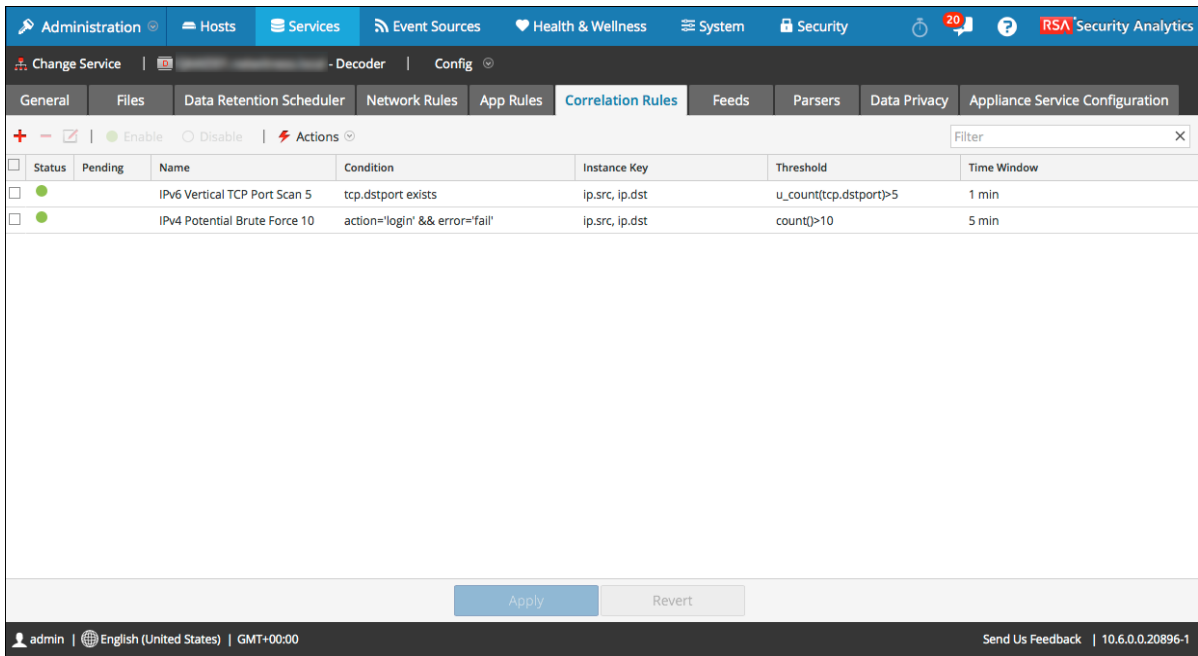 Administration Hosts Services Event Sources Health & Wellness System Security 20 ? RSA Security Analytics
Change Service | D - Decoder | Config
General Files Data Retention Scheduler Network Rules App Rules Correlation Rules Feeds Parsers Data Privacy Appliance Service Configuration
Enable Disable | Actions Filter
Status Pending Name Condition Instance Key Threshold Time Window
IPv6 Vertical TCP Port Scan 5 tcp.dstport exists ip.src, ip.dst u_count(tcp.dstport)>5 1 min
IPv4 Potential Brute Force 10 action='login' && error='fail' ip.src, ip.dst count()>10 5 min
Apply Revert
admin | English (United States) | GMT+00:00 Send Us Feedback | 10.6.0.0.20896-1